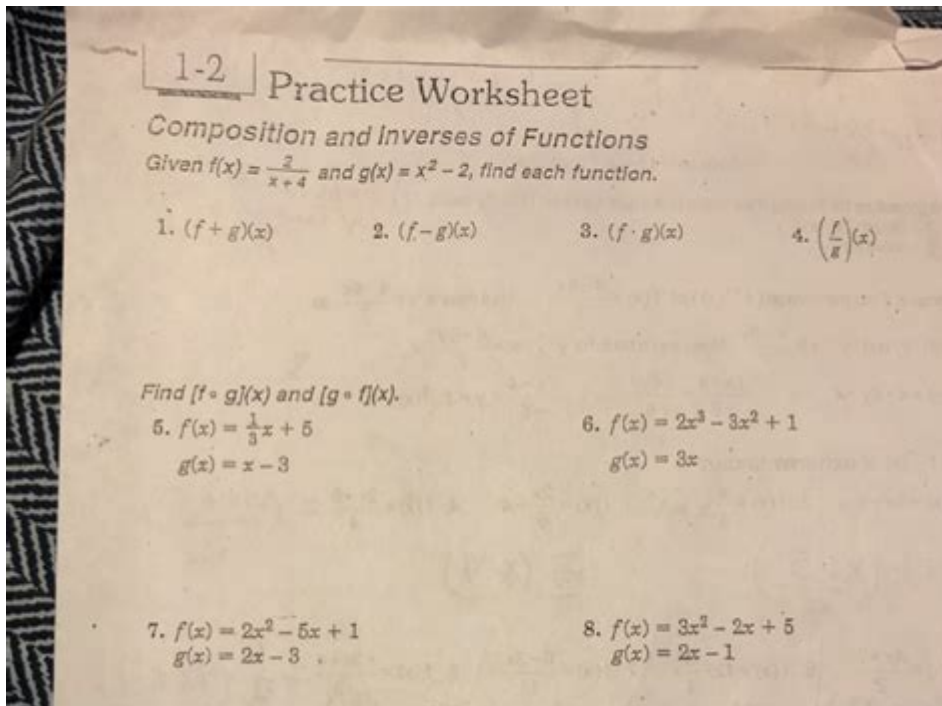 1-2
Practice Worksheet
Composition and Inverses of Functions
Given f(x) = 2/(x + 4) and g(x) = x² – 2, find each function.
1. (f + g)(x) 2. (f – g)(x) 3. (f · g)(x) 4. (f/g)(x)
Find [f ∘ g](x) and [g ∘ f](x).
5. f(x) = 1/3 x + 5 6. f(x) = 2x³ – 3x² + 1
g(x) = x – 3 g(x) = 3x
7. f(x) = 2x² – 5x + 1 8. f(x) = 3x² – 2x + 5
g(x) = 2x – 3 g(x) = 2x – 1